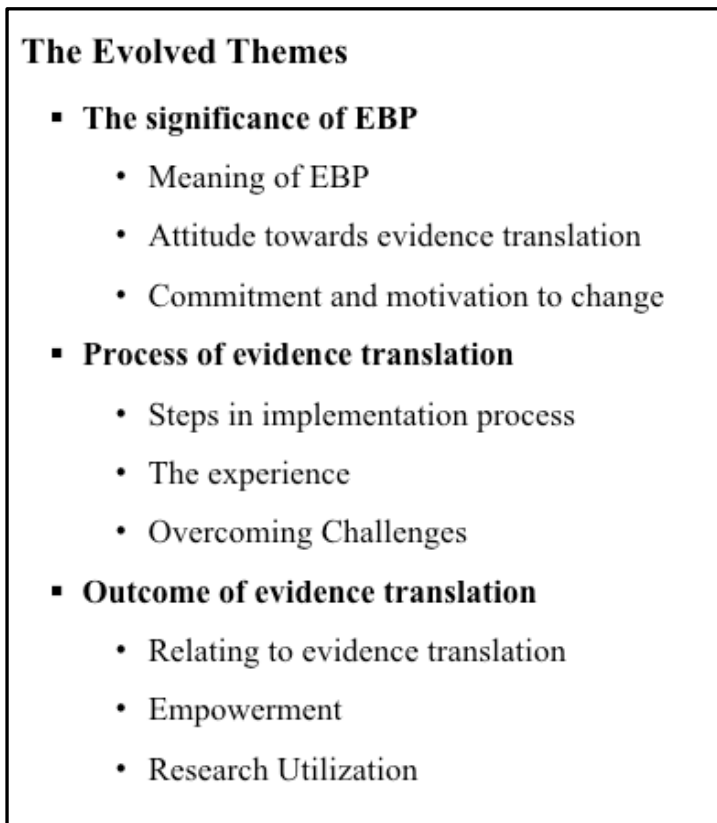 The Evolved Themes
▪ The significance of EBP
• Meaning of EBP
• Attitude towards evidence translation
• Commitment and motivation to change
▪ Process of evidence translation
• Steps in implementation process
• The experience
• Overcoming Challenges
▪ Outcome of evidence translation
• Relating to evidence translation
• Empowerment
• Research Utilization